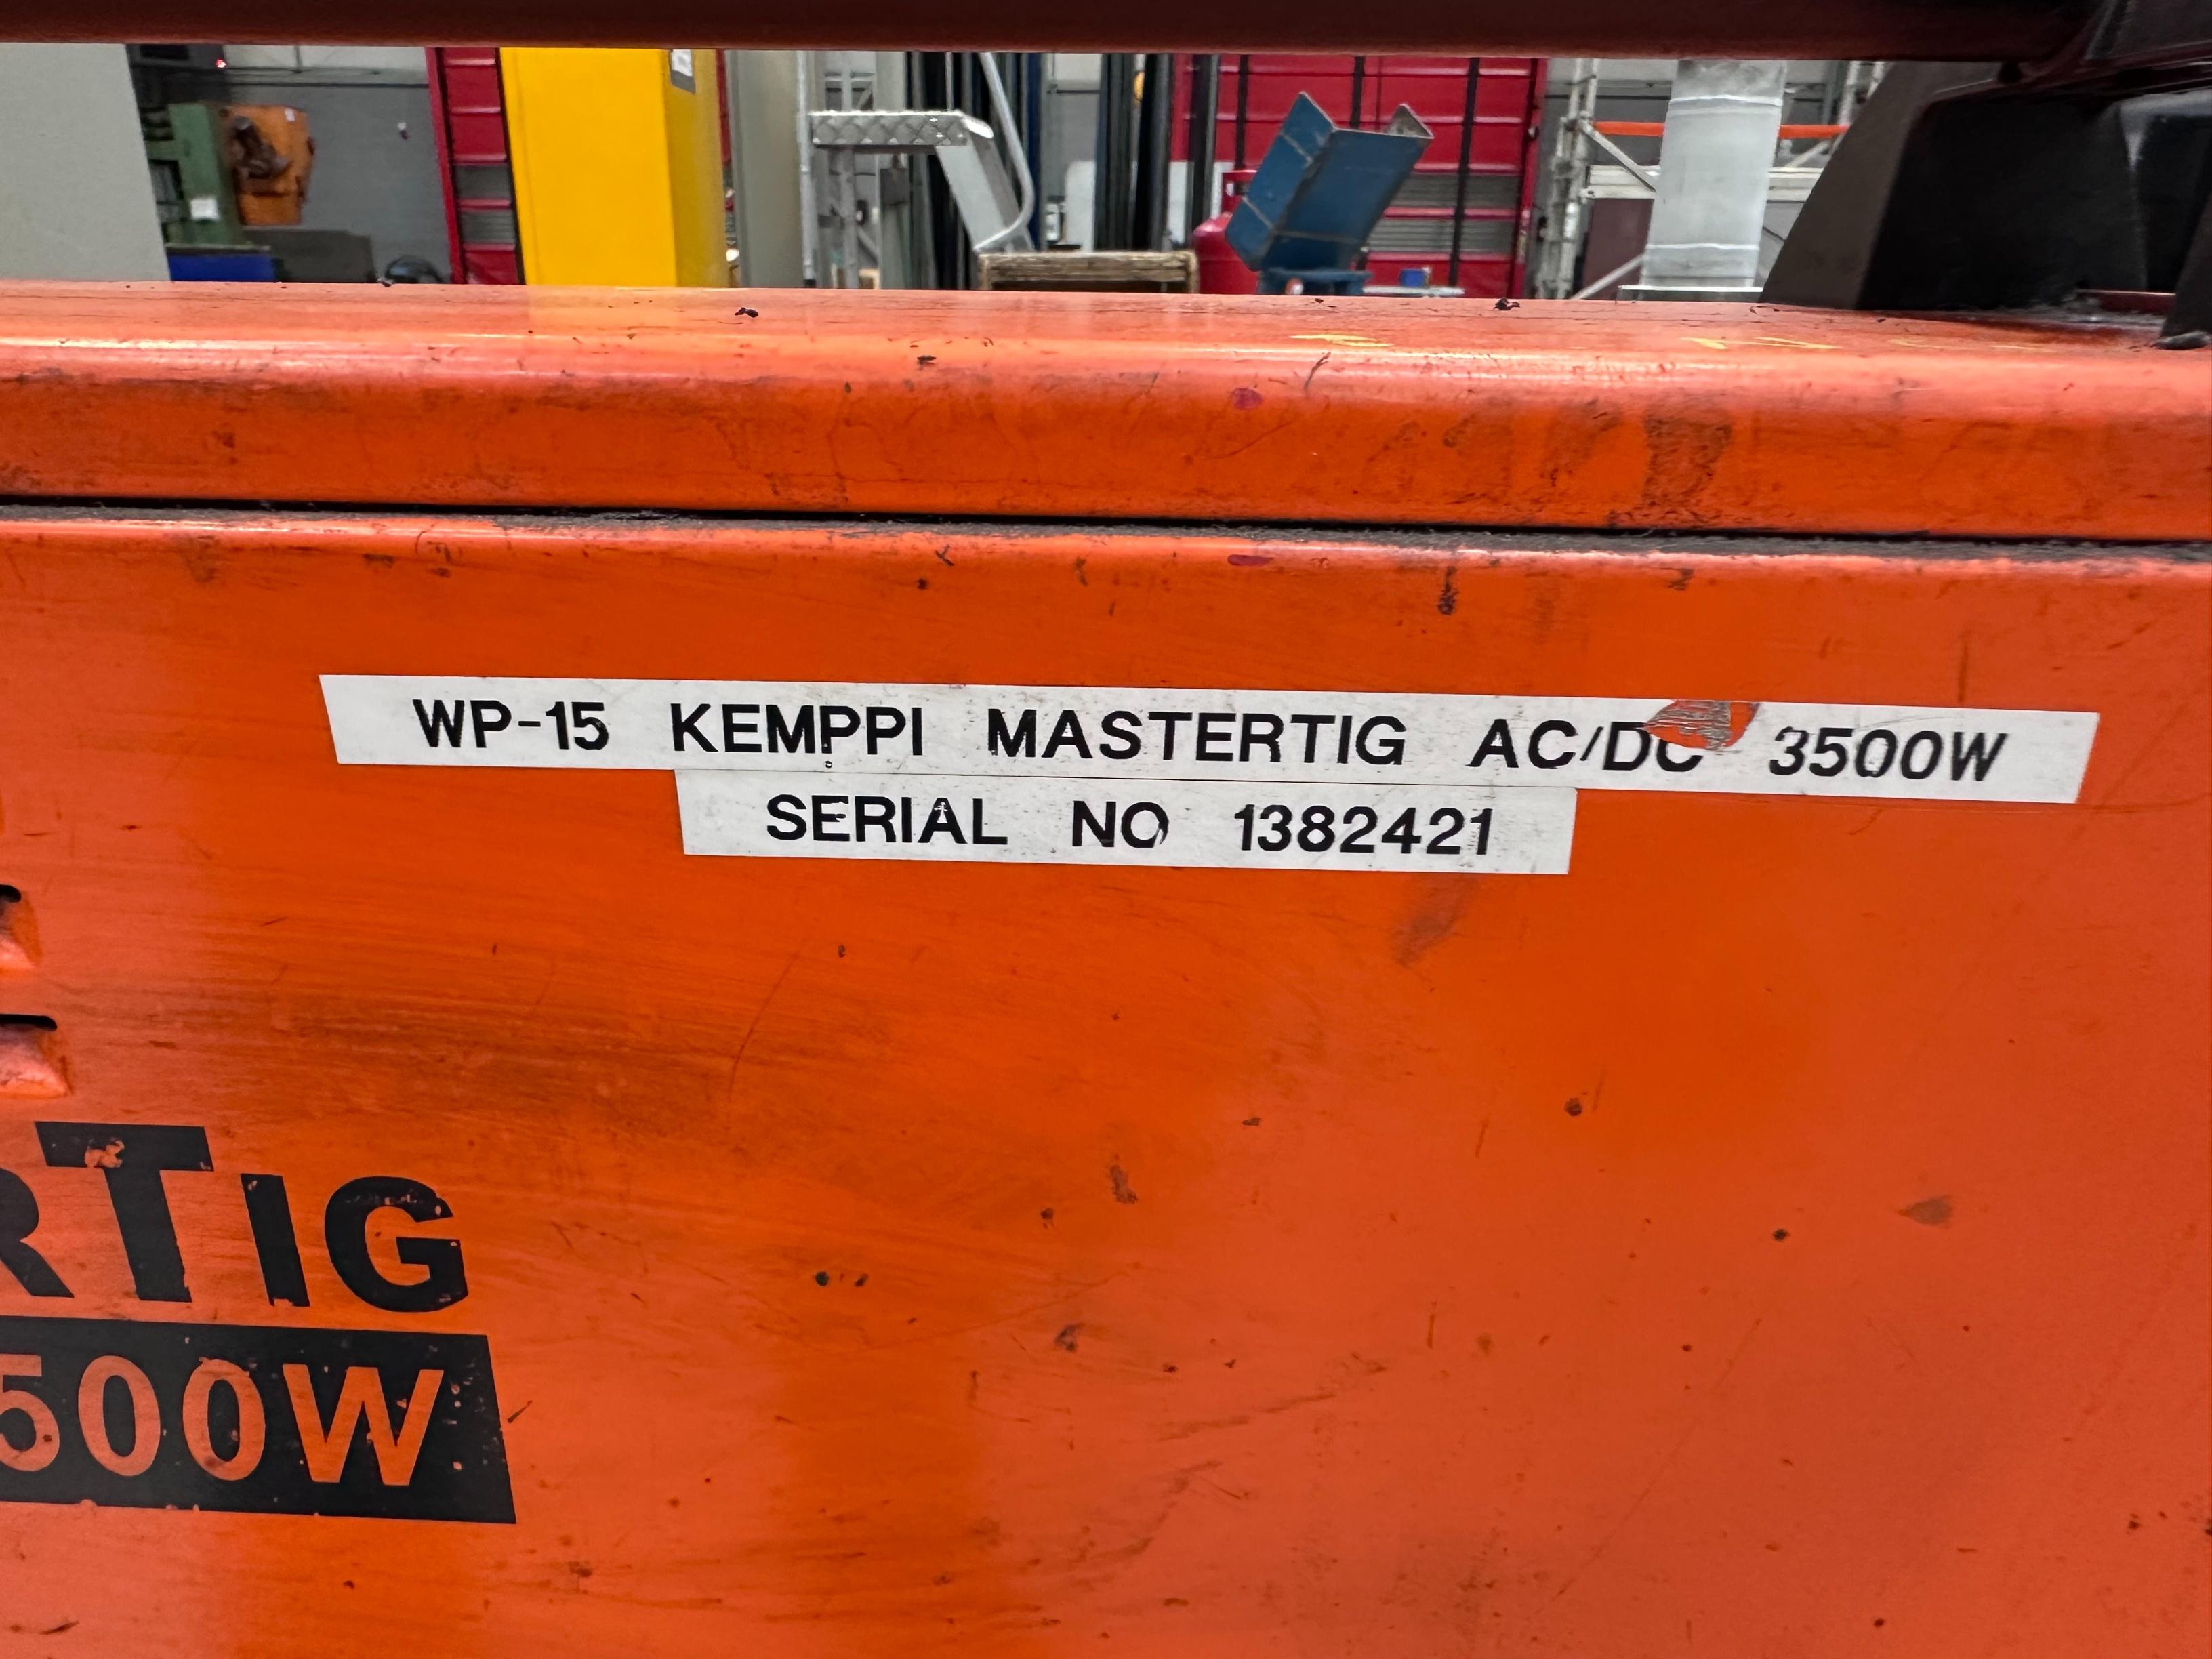 WP-15 KEMPPI MASTERTIG AC/DC 3500W
SERIAL NO 1382421
RTIG
500W